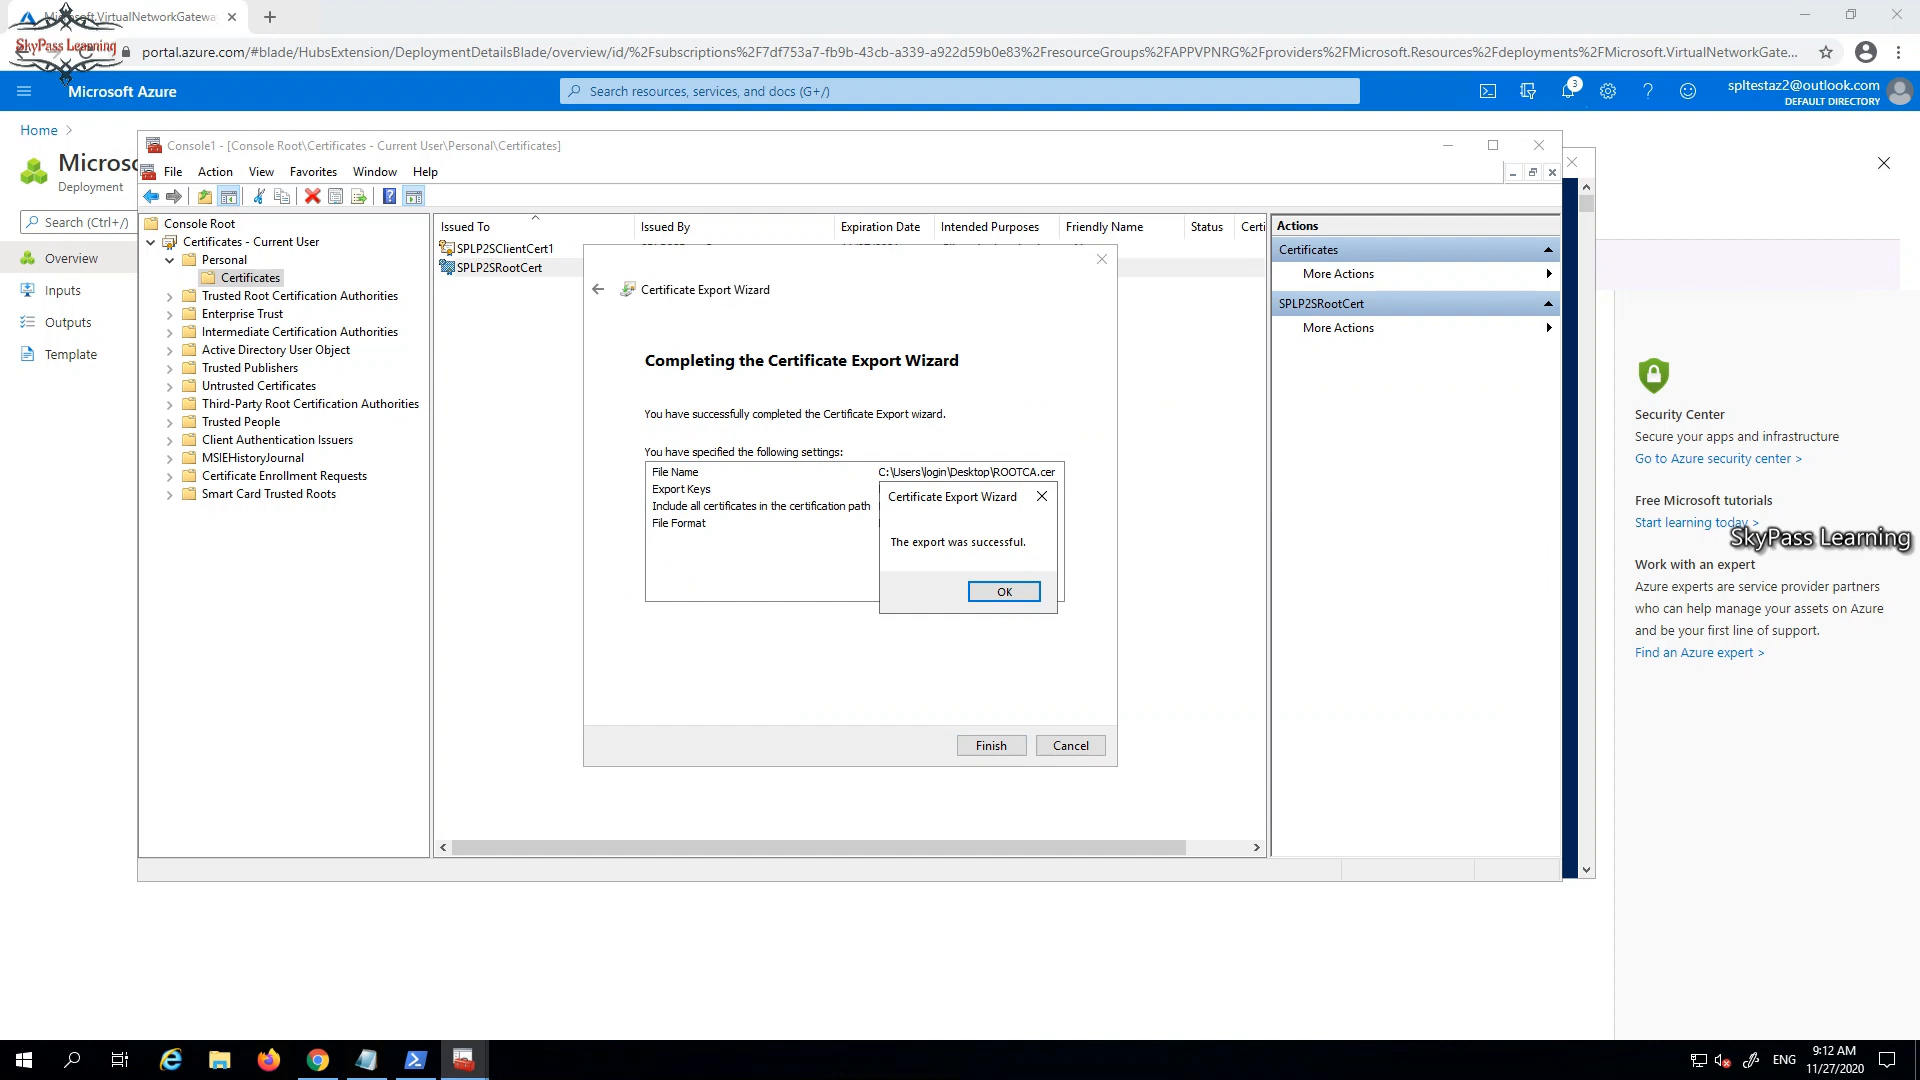 Microsoft.VirtualNetworkGatewa
SkyPass Learning
portal.azure.com/#blade/HubsExtension/DeploymentDetailsBlade/overview/id/%2Fsubscriptions%2F7df753a7-fb9b-43cb-a339-a922d59b0e83%2FresourceGroups%2FAPPVPNRG%2Fproviders%2FMicrosoft.Resources%2Fdeployments%2FMicrosoft.VirtualNetworkGate...
Microsoft Azure
Search resources, services, and docs (G+/)
3
spltestaz2@outlook.com
DEFAULT DIRECTORY
Home
Microso
Deployment
Search (Ctrl+/)
Overview
Inputs
Outputs
Template
Console1 - [Console Root\Certificates - Current User\Personal\Certificates]
File Action View Favorites Window Help
Console Root
Certificates - Current User
Personal
Certificates
Trusted Root Certification Authorities
Enterprise Trust
Intermediate Certification Authorities
Active Directory User Object
Trusted Publishers
Untrusted Certificates
Third-Party Root Certification Authorities
Trusted People
Client Authentication Issuers
MSIEHistoryJournal
Certificate Enrollment Requests
Smart Card Trusted Roots
Issued To Issued By Expiration Date Intended Purposes Friendly Name Status Certi
SPLP2SClientCert1
SPLP2SRootCert
Certificate Export Wizard
Completing the Certificate Export Wizard
You have successfully completed the Certificate Export wizard.
You have specified the following settings:
File Name C:\Users\login\Desktop\ROOTCA.cer
Export Keys
Include all certificates in the certification path
File Format
Certificate Export Wizard
The export was successful.
OK
Finish Cancel
Actions
Certificates
More Actions
SPLP2SRootCert
More Actions
Security Center
Secure your apps and infrastructure
Go to Azure security center >
Free Microsoft tutorials
Start learning today >
SkyPass Learning
Work with an expert
Azure experts are service provider partners
who can help manage your assets on Azure
and be your first line of support.
Find an Azure expert >
ENG
9:12 AM
11/27/2020